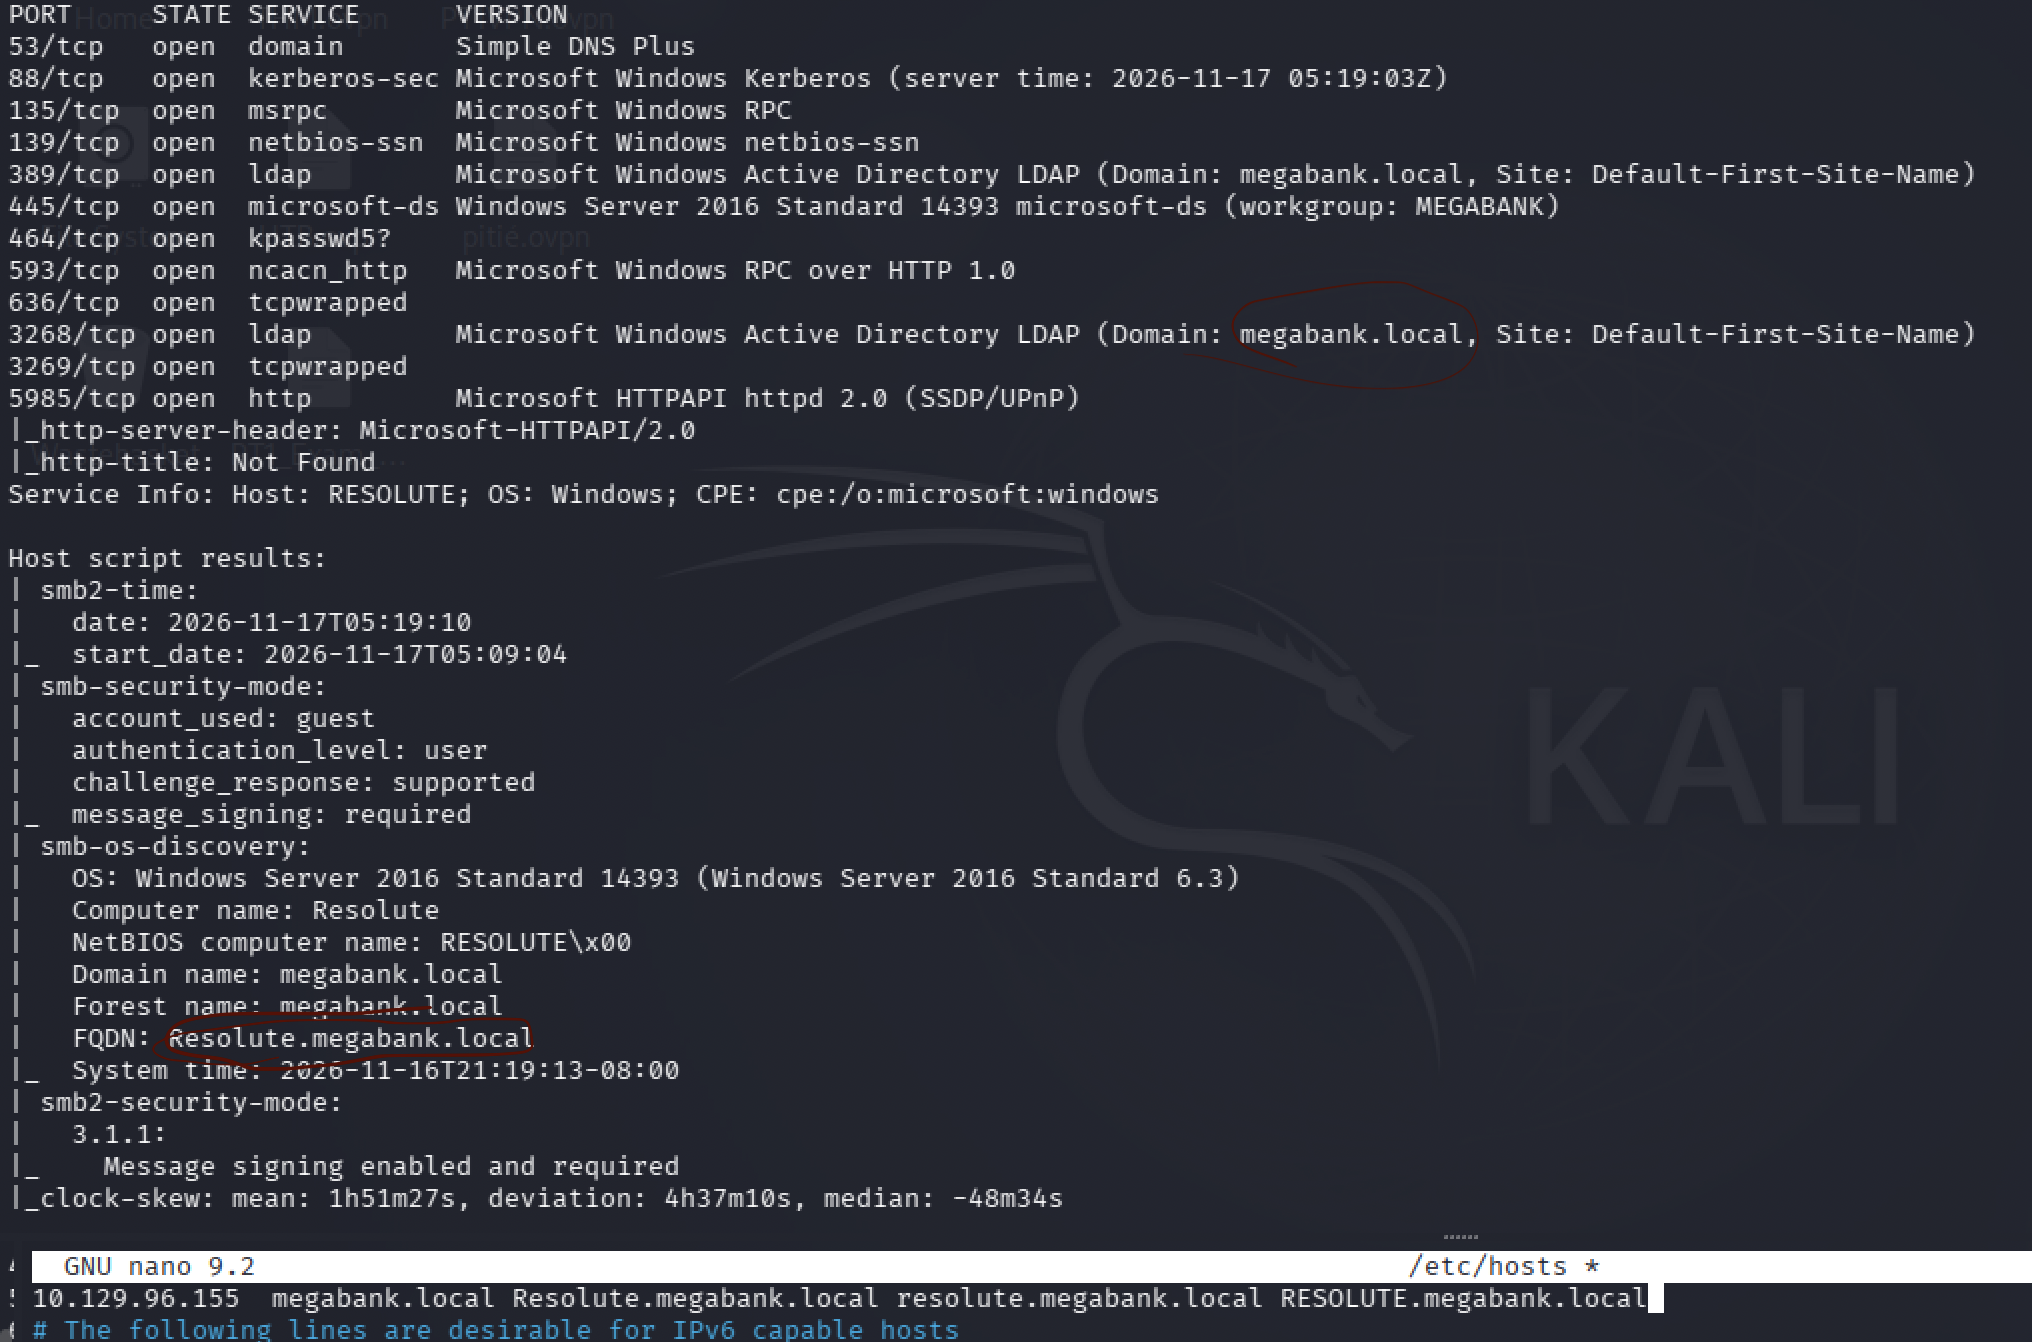 PORT STATE SERVICE VERSION
53/tcp open domain Simple DNS Plus
88/tcp open kerberos-sec Microsoft Windows Kerberos (server time: 2026-11-17 05:19:03Z)
135/tcp open msrpc Microsoft Windows RPC
139/tcp open netbios-ssn Microsoft Windows netbios-ssn
389/tcp open ldap Microsoft Windows Active Directory LDAP (Domain: megabank.local, Site: Default-First-Site-Name)
445/tcp open microsoft-ds Windows Server 2016 Standard 14393 microsoft-ds (workgroup: MEGABANK)
464/tcp open kpasswd5?
593/tcp open ncacn_http Microsoft Windows RPC over HTTP 1.0
636/tcp open tcpwrapped
3268/tcp open ldap Microsoft Windows Active Directory LDAP (Domain: megabank.local, Site: Default-First-Site-Name)
3269/tcp open tcpwrapped
5985/tcp open http Microsoft HTTPAPI httpd 2.0 (SSDP/UPnP)
|_http-server-header: Microsoft-HTTPAPI/2.0
|_http-title: Not Found
Service Info: Host: RESOLUTE; OS: Windows; CPE: cpe:/o:microsoft:windows
Host script results:
| smb2-time:
|   date: 2026-11-17T05:19:10
|_  start_date: 2026-11-17T05:09:04
| smb-security-mode:
|   account_used: guest
|   authentication_level: user
|   challenge_response: supported
|_  message_signing: required
| smb-os-discovery:
|   OS: Windows Server 2016 Standard 14393 (Windows Server 2016 Standard 6.3)
|   Computer name: Resolute
|   NetBIOS computer name: RESOLUTE\x00
|   Domain name: megabank.local
|   Forest name: megabank.local
|   FQDN: Resolute.megabank.local
|_  System time: 2026-11-16T21:19:13-08:00
| smb2-security-mode:
|   3.1.1:
|_    Message signing enabled and required
|_clock-skew: mean: 1h51m27s, deviation: 4h37m10s, median: -48m34s
KALI
GNU nano 9.2 /etc/hosts *
10.129.96.155 megabank.local Resolute.megabank.local resolute.megabank.local RESOLUTE.megabank.local
# The following lines are desirable for IPv6 capable hosts
Home
pitié.ovpn